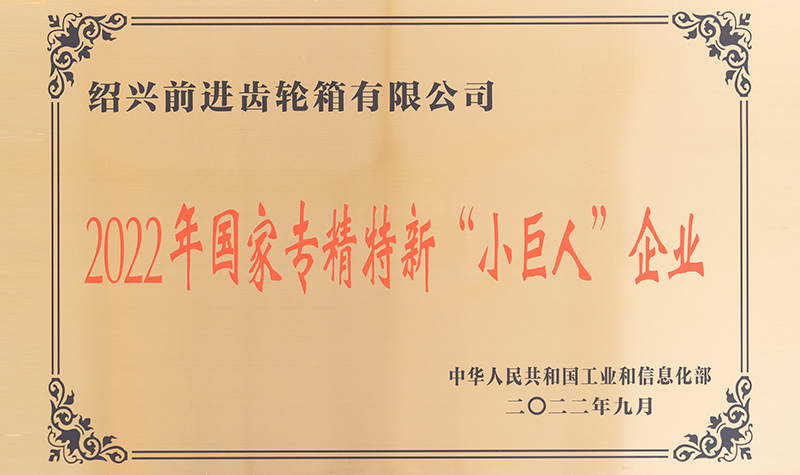 绍兴前进齿轮箱有限公司
2022年国家专精特新“小巨人”企业
中华人民共和国工业和信息化部
二〇二二年九月